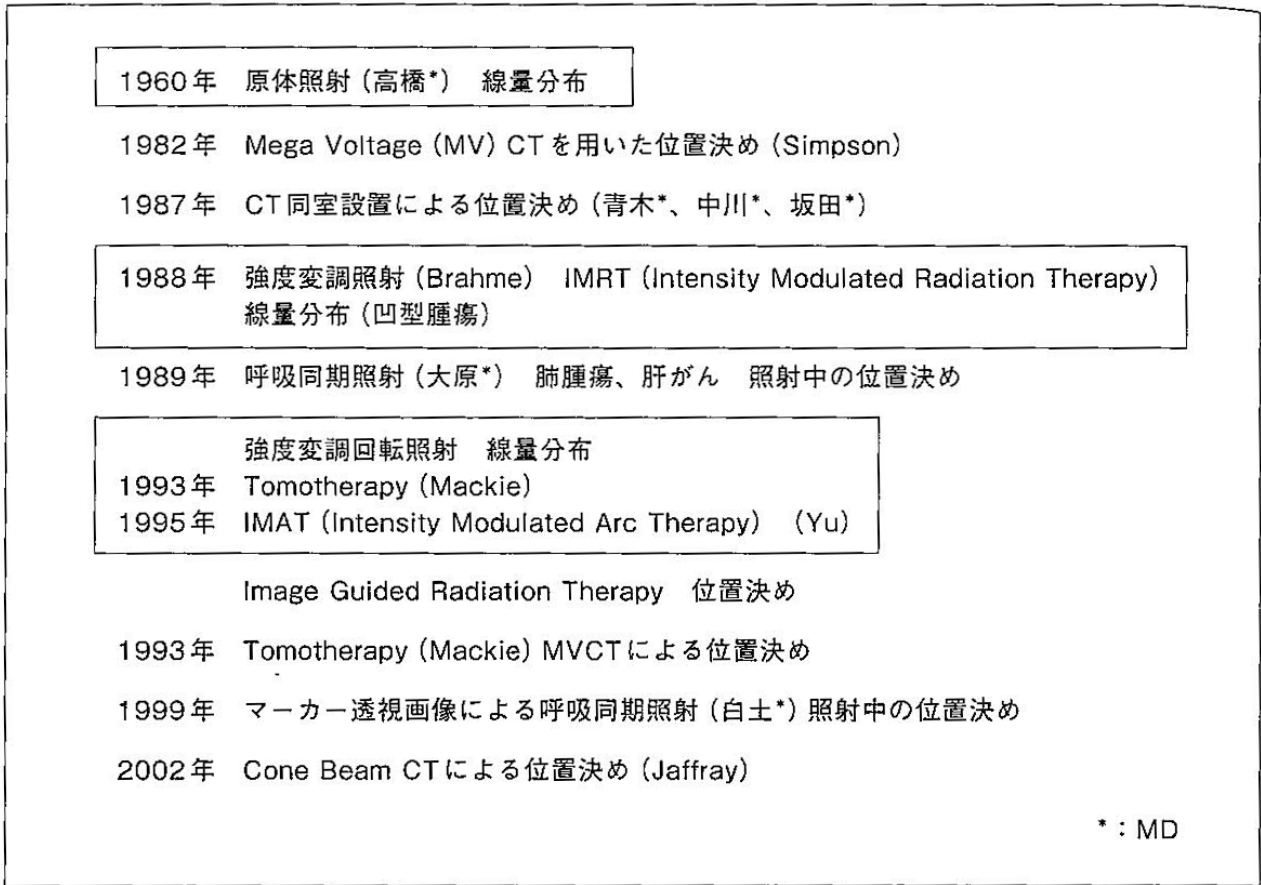 1960年 原体照射(高橋*) 線量分布
1982年 Mega Voltage (MV) CTを用いた位置決め(Simpson)
1987年 CT同室設置による位置決め(青木*、中川*、坂田*)
1988年 強度変調照射(Brahme) IMRT (Intensity Modulated Radiation Therapy)
線量分布(凹型腫瘍)
1989年 呼吸同期照射(大原*) 肺腫瘍、肝がん 照射中の位置決め
強度変調回転照射 線量分布
1993年 Tomotherapy (Mackie)
1995年 IMAT (Intensity Modulated Arc Therapy) (Yu)
Image Guided Radiation Therapy 位置決め
1993年 Tomotherapy (Mackie) MVCTによる位置決め
1999年 マーカー透視画像による呼吸同期照射(白土*)照射中の位置決め
2002年 Cone Beam CTによる位置決め(Jaffray)
*:MD